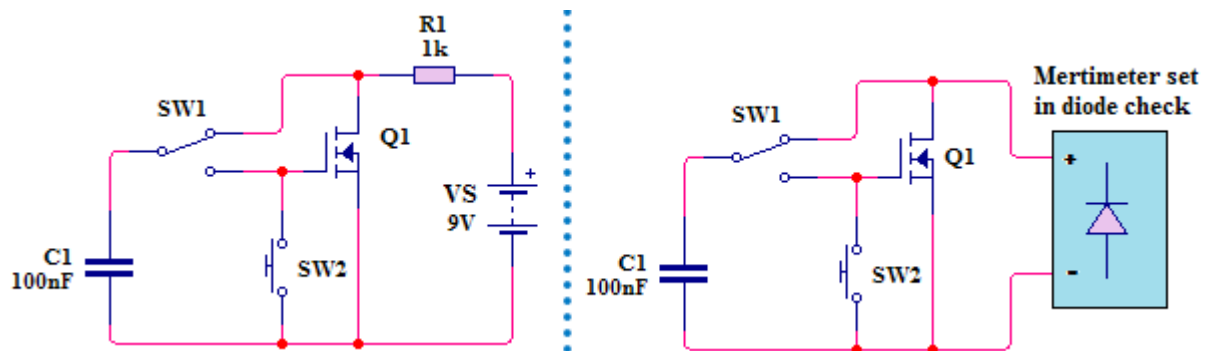 R1
1k
SW1
Q1
VS
9V
+
C1
100nF
SW2
Mertimeter set
in diode check
SW1
Q1
+
-
C1
100nF
SW2